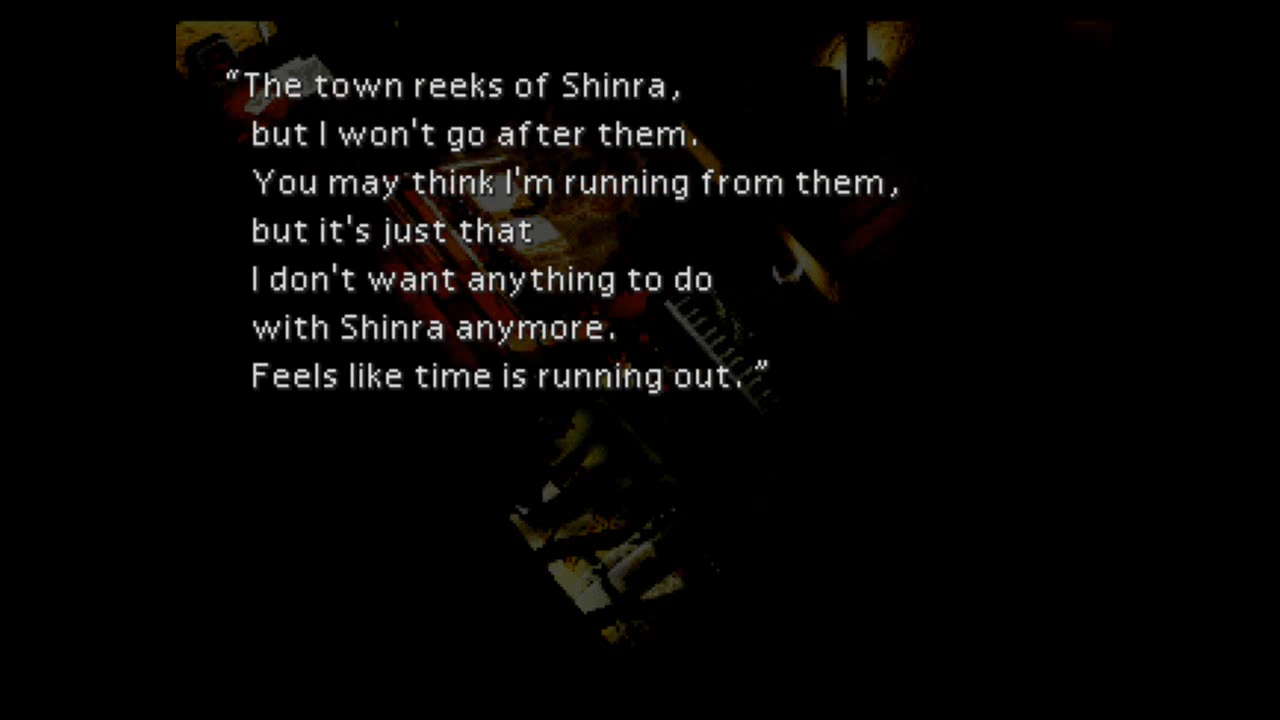 “The town reeks of Shinra,
but I won't go after them.
You may think I'm running from them,
but it's just that
I don't want anything to do
with Shinra anymore.
Feels like time is running out.”